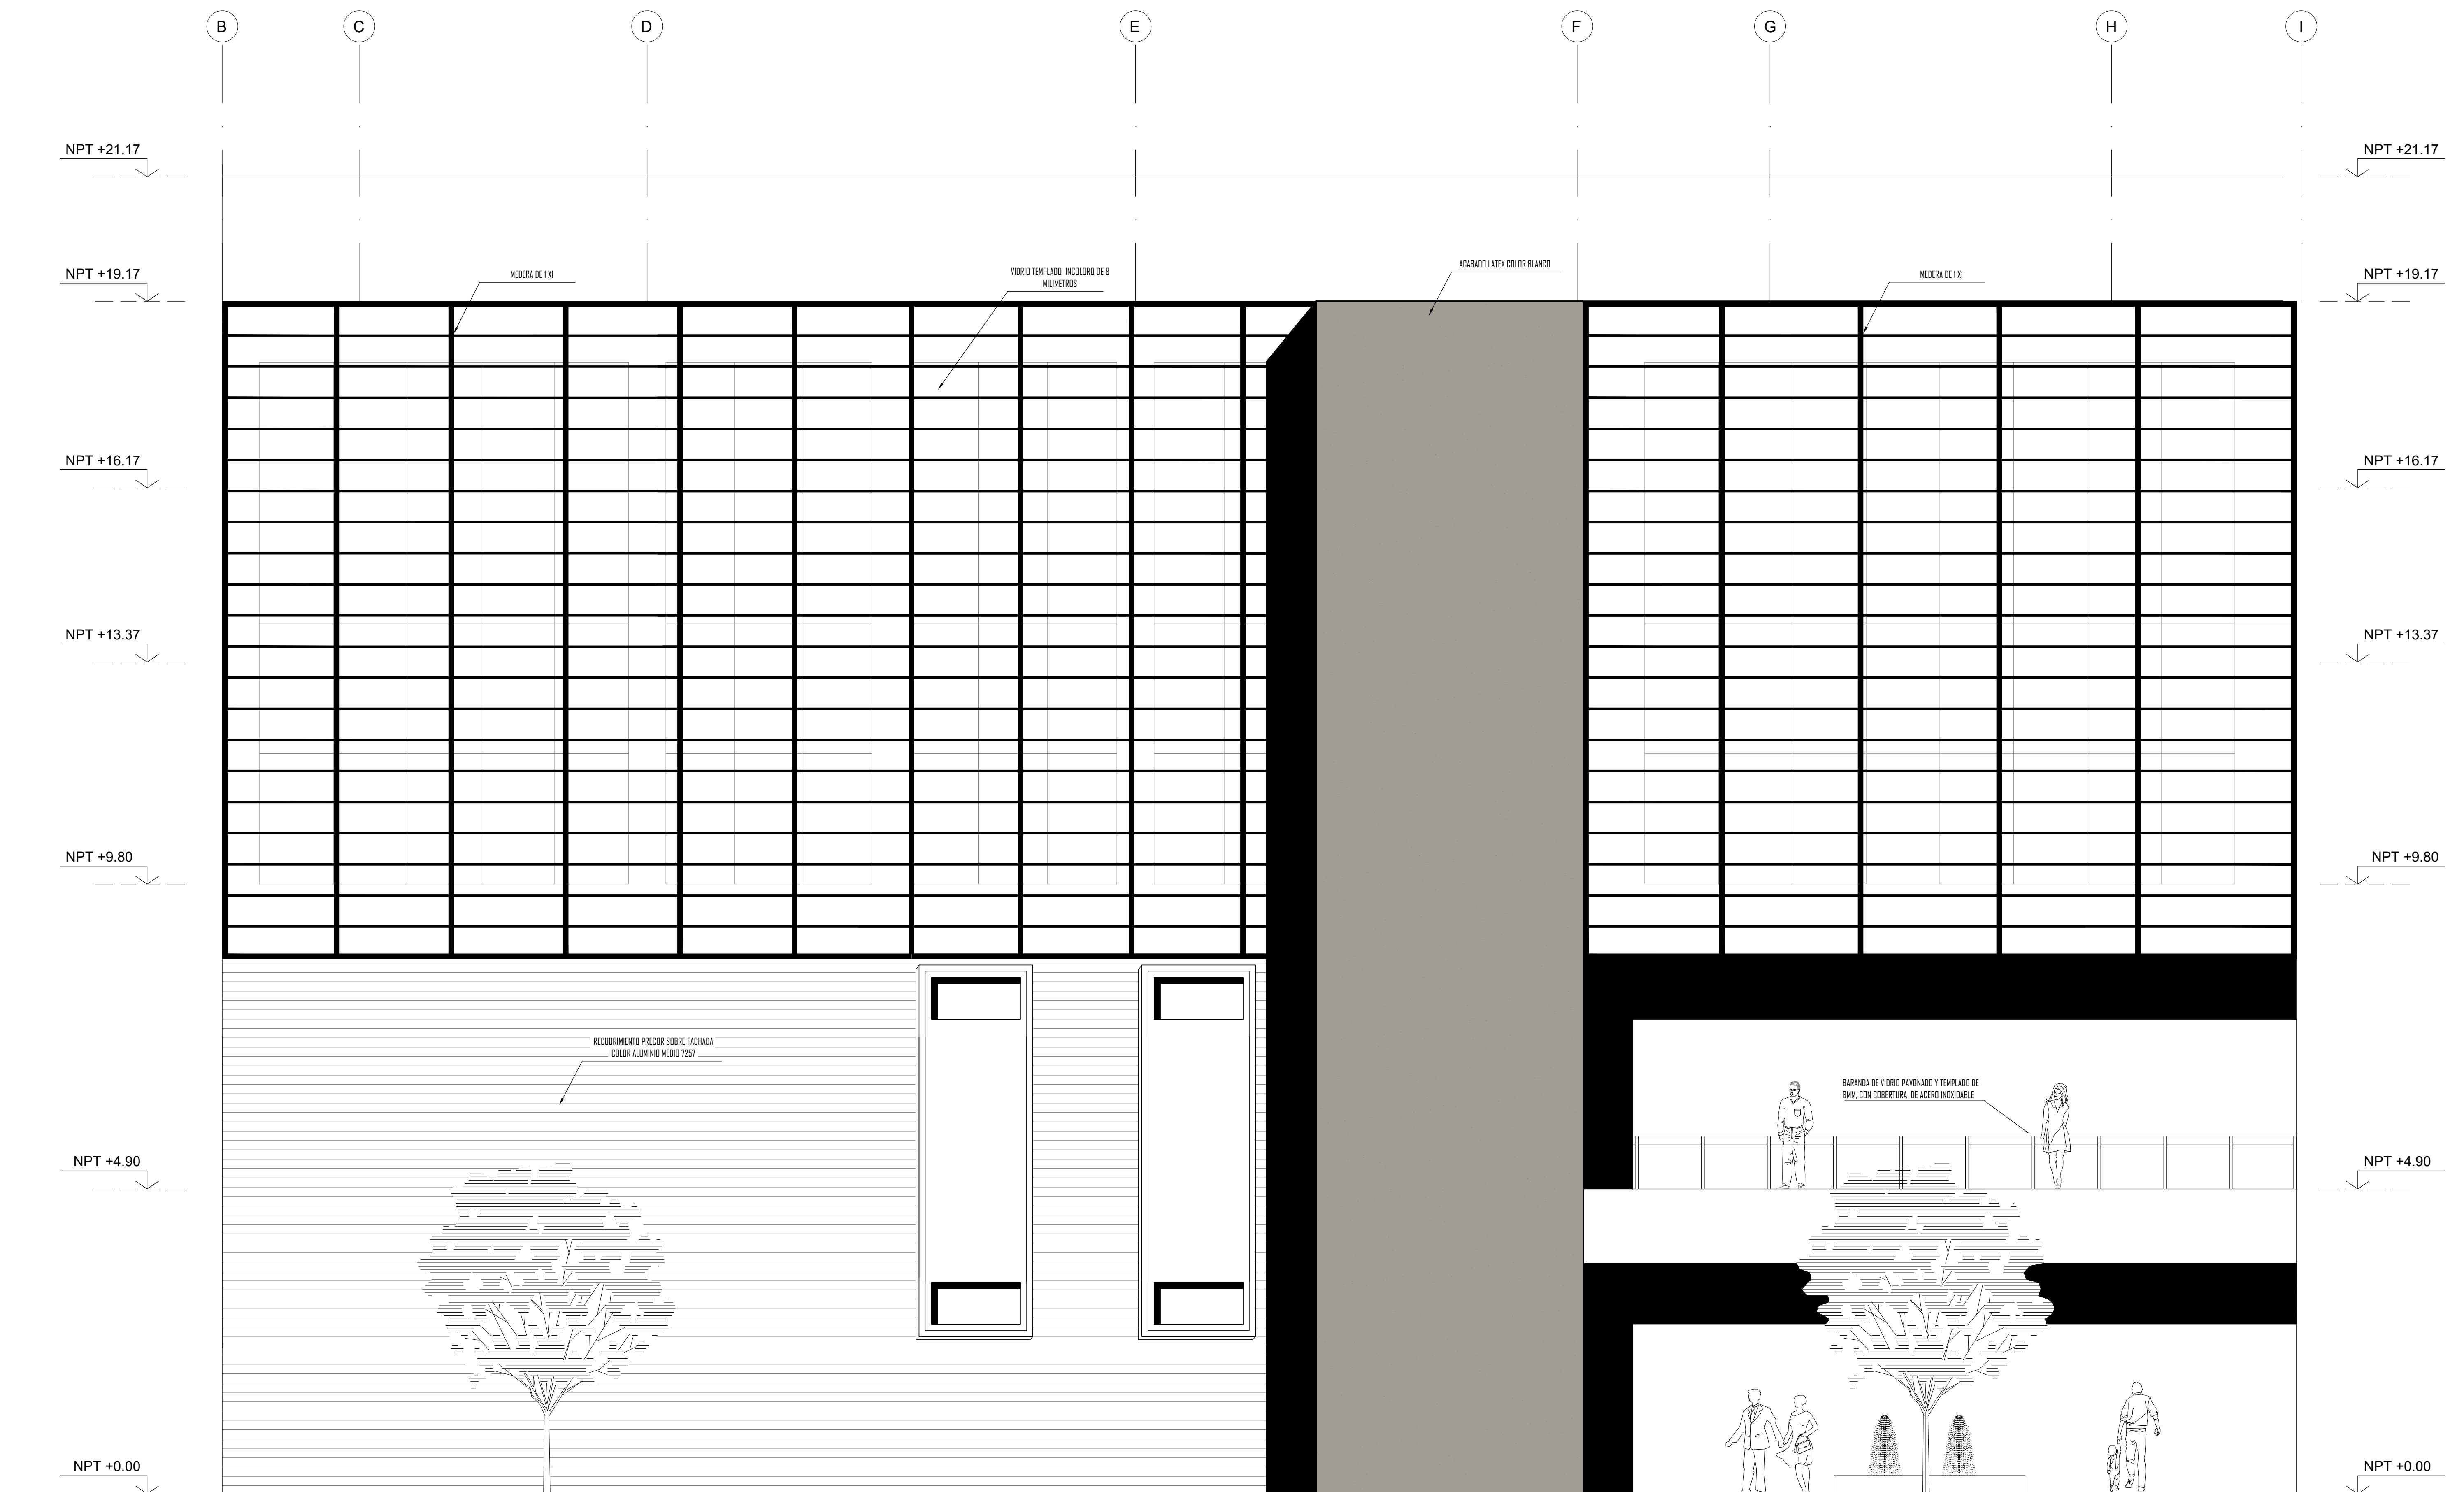 B C D E F G H I
NPT +21.17 NPT +21.17
ACABADO LATEX COLOR BLANCO
NPT +19.17 MEDERA DE 1 X1 VIDRIO TEMPLADO INCOLORO DE 8 MEDERA DE 1 X1 NPT +19.17
MILIMETROS
NPT +16.17 NPT +16.17
NPT +13.37 NPT +13.37
NPT +9.80 NPT +9.80
RECUBRIMIENTO PRECOR SOBRE FACHADA
COLOR ALUMINIO MEDIO 7257
BARANDA DE VIDRIO PAVONADO Y TEMPLADO DE
8MM. CON COBERTURA DE ACERO INOXIDABLE
NPT +4.90 NPT +4.90
NPT +0.00 NPT +0.00